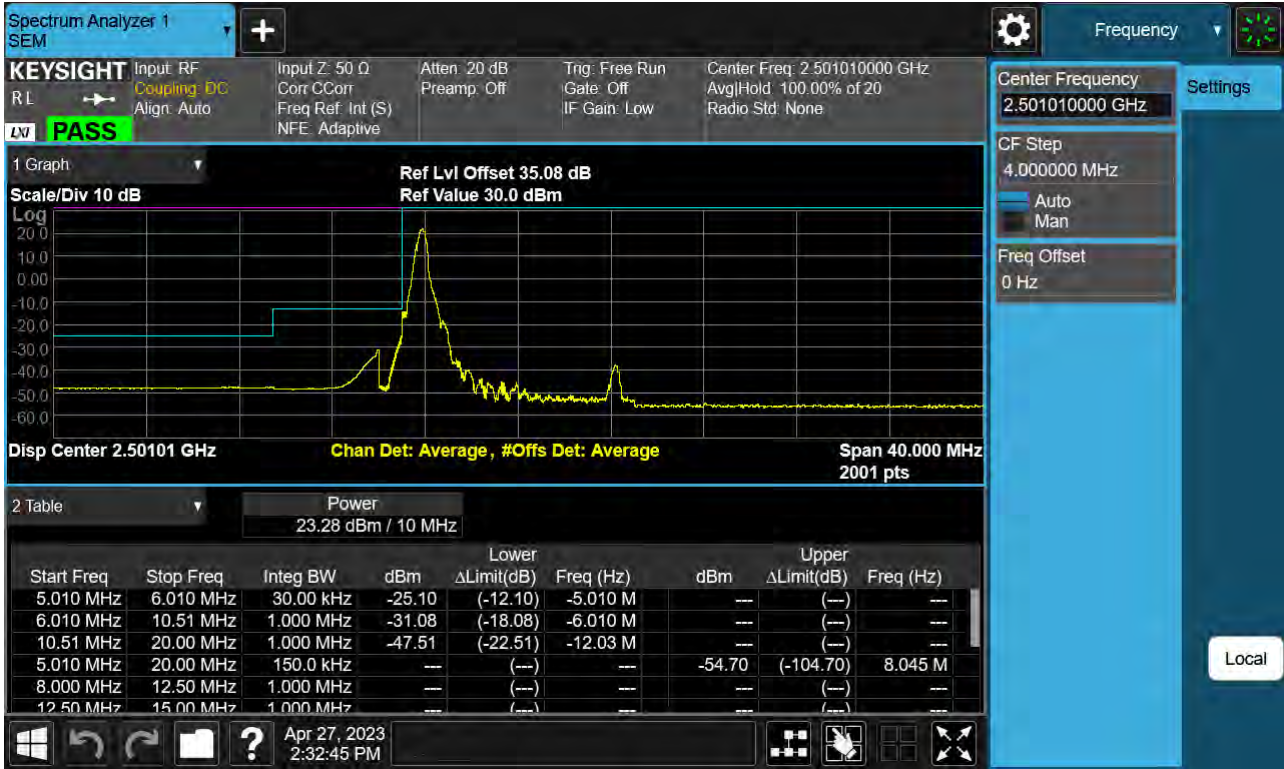 Spectrum Analyzer 1
SEM
+
Frequency
KEYSIGHT
RL
LXI
PASS
Input: RF
Coupling: DC
Align: Auto
Input Z: 50 Ω
Corr CCorr
Freq Ref: Int (S)
NFE: Adaptive
Atten: 20 dB
Preamp: Off
Trig: Free Run
Gate: Off
IF Gain: Low
Center Freq: 2.501010000 GHz
Avg|Hold: 100.00% of 20
Radio Std: None
Center Frequency
2.501010000 GHz
Settings
CF Step
4.000000 MHz
Auto
Man
Freq Offset
0 Hz
Local
1 Graph
Scale/Div 10 dB
Ref Lvl Offset 35.08 dB
Ref Value 30.0 dBm
Log
20.0
10.0
0.00
-10.0
-20.0
-30.0
-40.0
-50.0
-60.0
Disp Center 2.50101 GHz
Chan Det: Average, #Offs Det: Average
Span 40.000 MHz
2001 pts
2 Table
Power
23.28 dBm / 10 MHz
Lower Upper
Start Freq Stop Freq Integ BW dBm ΔLimit(dB) Freq (Hz) dBm ΔLimit(dB) Freq (Hz)
5.010 MHz 6.010 MHz 30.00 kHz -25.10 (-12.10) -5.010 M --- (---) ---
6.010 MHz 10.51 MHz 1.000 MHz -31.08 (-18.08) -6.010 M --- (---) ---
10.51 MHz 20.00 MHz 1.000 MHz -47.51 (-22.51) -12.03 M --- (---) ---
5.010 MHz 20.00 MHz 150.0 kHz --- (---) --- -54.70 (-104.70) 8.045 M
8.000 MHz 12.50 MHz 1.000 MHz --- (---) --- --- (---) ---
12.50 MHz 15.00 MHz 1.000 MHz --- (---) --- --- (---) ---
?
Apr 27, 2023
2:32:45 PM